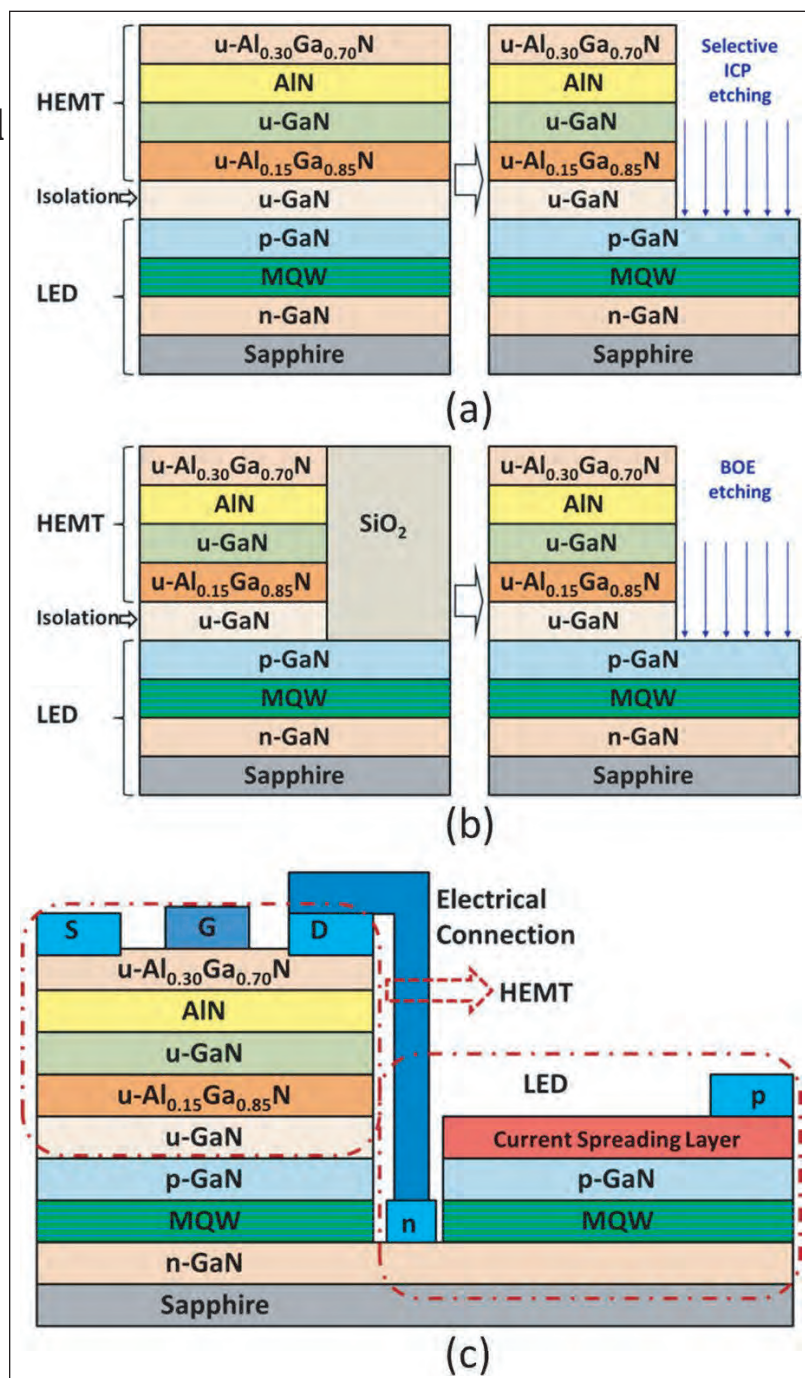 u-Al₀.₃₀Ga₀.₇₀N
AlN
u-GaN
u-Al₀.₁₅Ga₀.₈₅N
u-GaN
p-GaN
MQW
n-GaN
Sapphire
HEMT
Isolation
LED
u-Al₀.₃₀Ga₀.₇₀N
AlN
u-GaN
u-Al₀.₁₅Ga₀.₈₅N
u-GaN
p-GaN
MQW
n-GaN
Sapphire
Selective
ICP
etching
(a)
u-Al₀.₃₀Ga₀.₇₀N
AlN
u-GaN
u-Al₀.₁₅Ga₀.₈₅N
u-GaN
SiO₂
p-GaN
MQW
n-GaN
Sapphire
HEMT
Isolation
LED
u-Al₀.₃₀Ga₀.₇₀N
AlN
u-GaN
u-Al₀.₁₅Ga₀.₈₅N
u-GaN
p-GaN
MQW
n-GaN
Sapphire
BOE
etching
(b)
S
G
D
u-Al₀.₃₀Ga₀.₇₀N
AlN
u-GaN
u-Al₀.₁₅Ga₀.₈₅N
u-GaN
p-GaN
MQW
n-GaN
Sapphire
Electrical
Connection
HEMT
LED
p
Current Spreading Layer
p-GaN
MQW
n
(c)